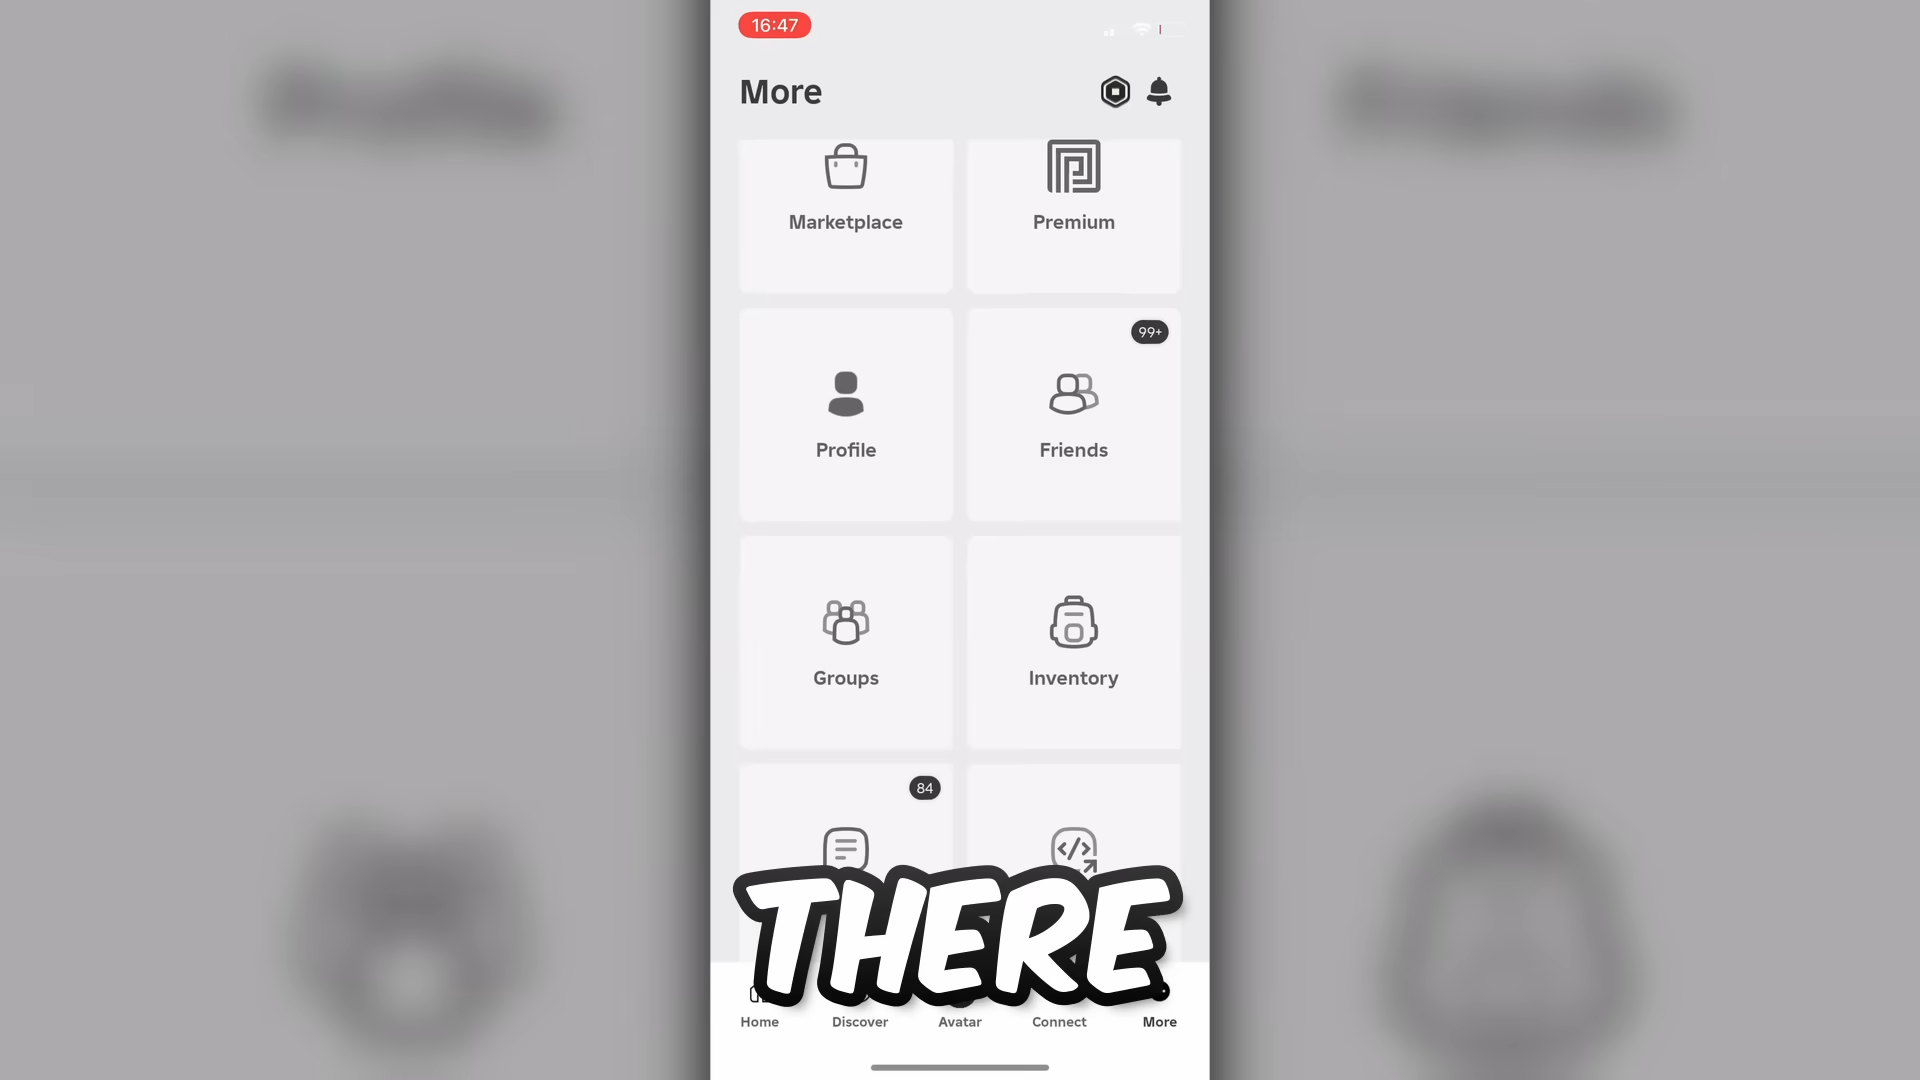 16:47
More
Marketplace
Premium
99+
Profile
Friends
Groups
Inventory
84
THERE
Home
Discover
Avatar
Connect
More